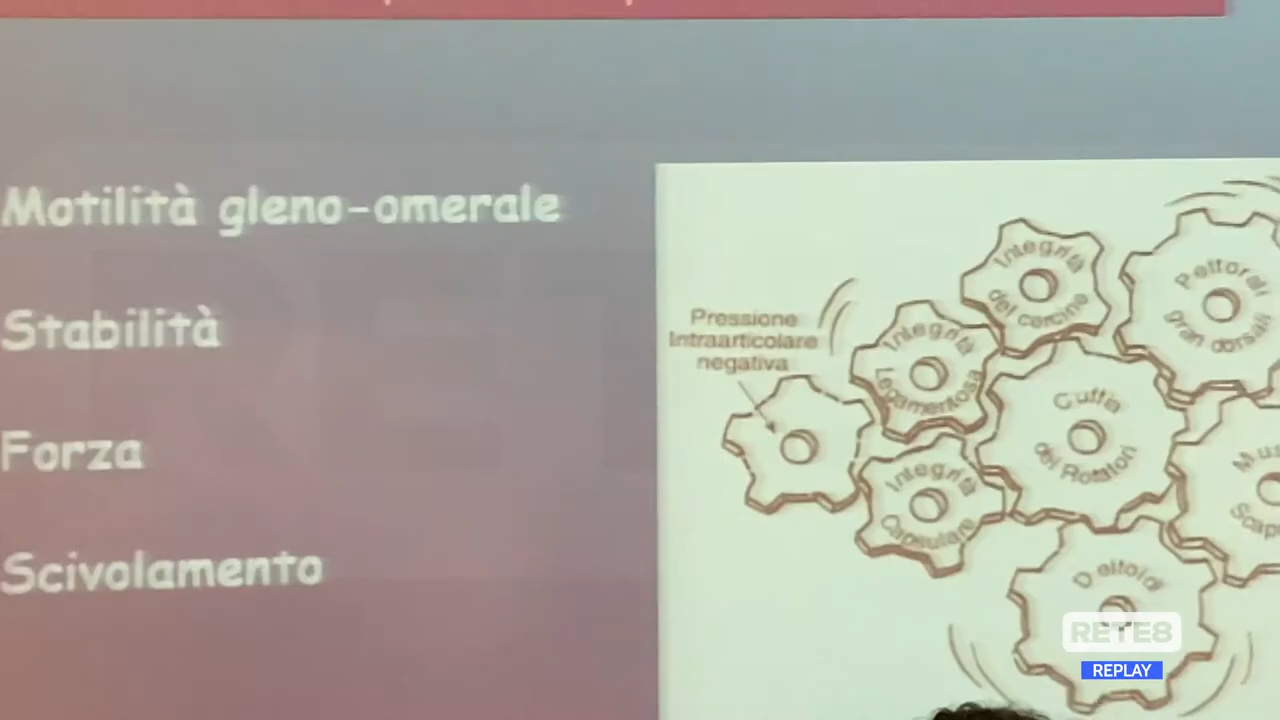 Motilità gleno-omerale
Stabilità
Forza
Scivolamento
Pressione
Intraarticolare
negativa
Integrità
del cercine
Pettorali
gran dorsali
Integrità
Legamentosa
Cuffia
dei Rotatori
Integrità
Capsulare
Deltoide
RETE8
REPLAY